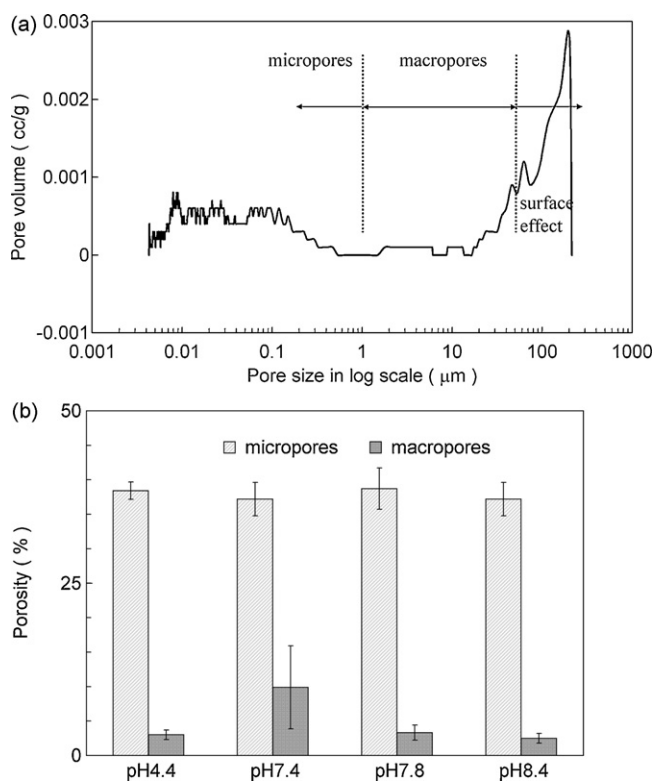 (a)
0.003
0.002
0.001
0
-0.001
Pore volume ( cc/g )
micropores
macropores
surface
effect
0.001
0.01
0.1
1
10
100
1000
Pore size in log scale ( μm )
(b)
50
25
0
Porosity ( % )
micropores
macropores
pH4.4
pH7.4
pH7.8
pH8.4